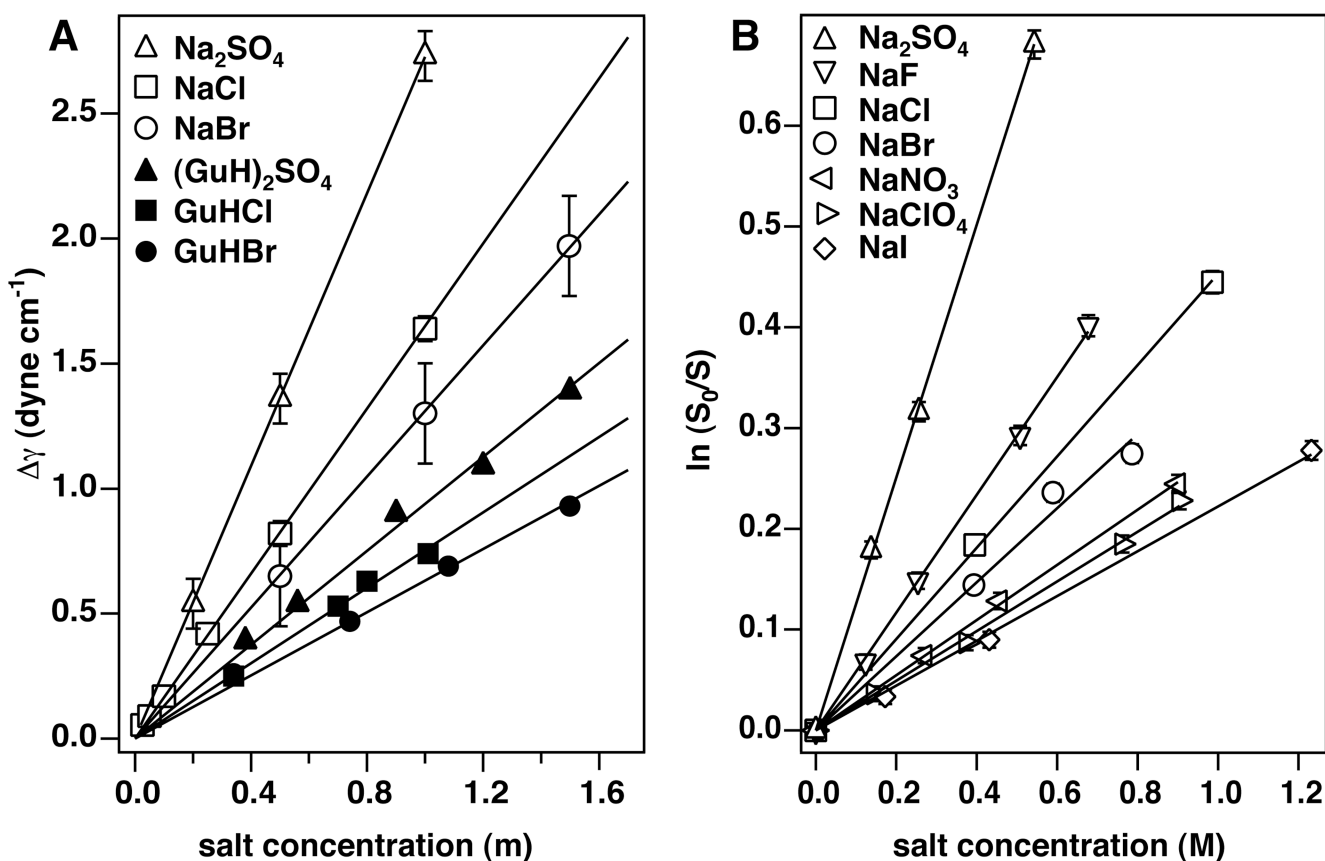 A
Na₂SO₄
NaCl
NaBr
(GuH)₂SO₄
GuHCl
GuHBr
2.5
2.0
1.5
1.0
0.5
0.0
Δγ (dyne cm⁻¹)
0.0 0.4 0.8 1.2 1.6
salt concentration (m)
B
Na₂SO₄
NaF
NaCl
NaBr
NaNO₃
NaClO₄
NaI
0.6
0.5
0.4
0.3
0.2
0.1
0.0
ln (S₀/S)
0.0 0.2 0.4 0.6 0.8 1.0 1.2
salt concentration (M)